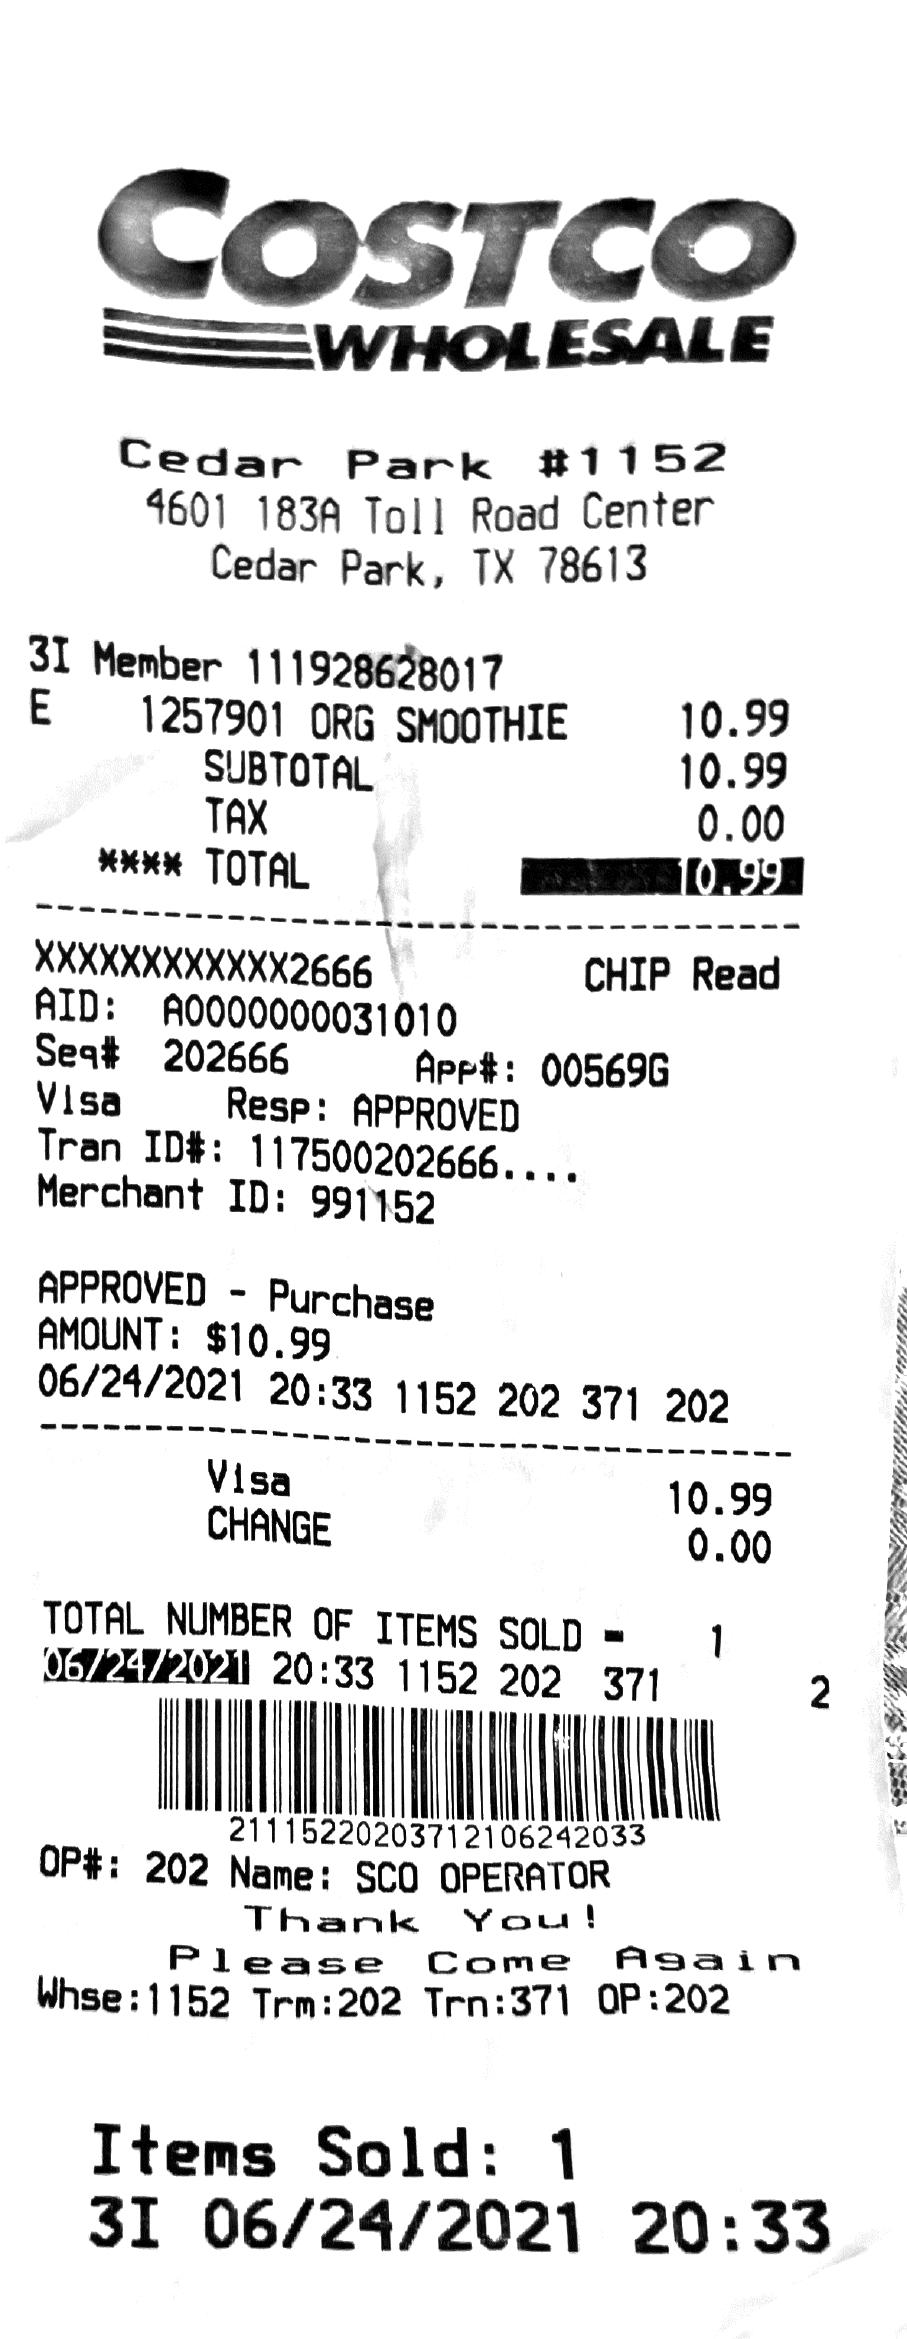 COSTCO
WHOLESALE
Cedar Park #1152
4601 183A Toll Road Center
Cedar Park, TX 78613
3I Member 111928628017
E 1257901 ORG SMOOTHIE 10.99
SUBTOTAL 10.99
TAX 0.00
**** TOTAL 10.99
XXXXXXXXXXXX2666 CHIP Read
AID: A0000000031010
Seq# 202666 App#: 00569G
Visa Resp: APPROVED
Tran ID#: 117500202666....
Merchant ID: 991152
APPROVED - Purchase
AMOUNT: $10.99
06/24/2021 20:33 1152 202 371 202
Visa 10.99
CHANGE 0.00
TOTAL NUMBER OF ITEMS SOLD = 1
06/24/2021 20:33 1152 202 371 2
21115220203712106242033
OP#: 202 Name: SCO OPERATOR
Thank You!
Please Come Again
Whse:1152 Trm:202 Trn:371 OP:202
Items Sold: 1
3I 06/24/2021 20:33